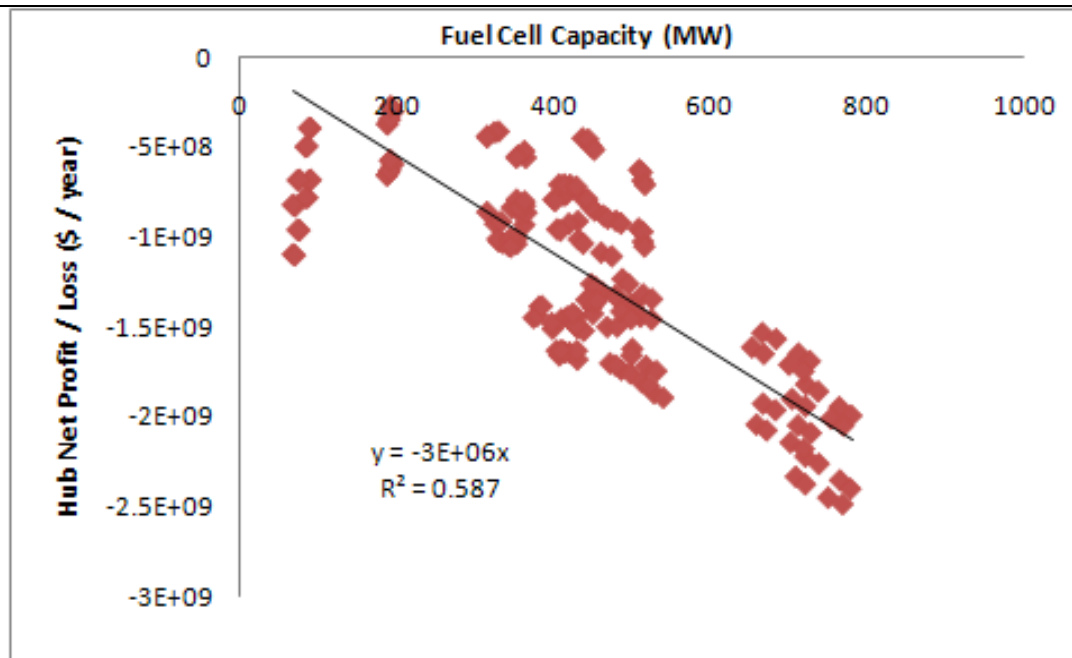 Fuel Cell Capacity (MW)
0
0 200 400 600 800 1000
-5E+08
-1E+09
-1.5E+09
-2E+09
-2.5E+09
-3E+09
Hub Net Profit / Loss ($ / year)
y = -3E+06x
R² = 0.587